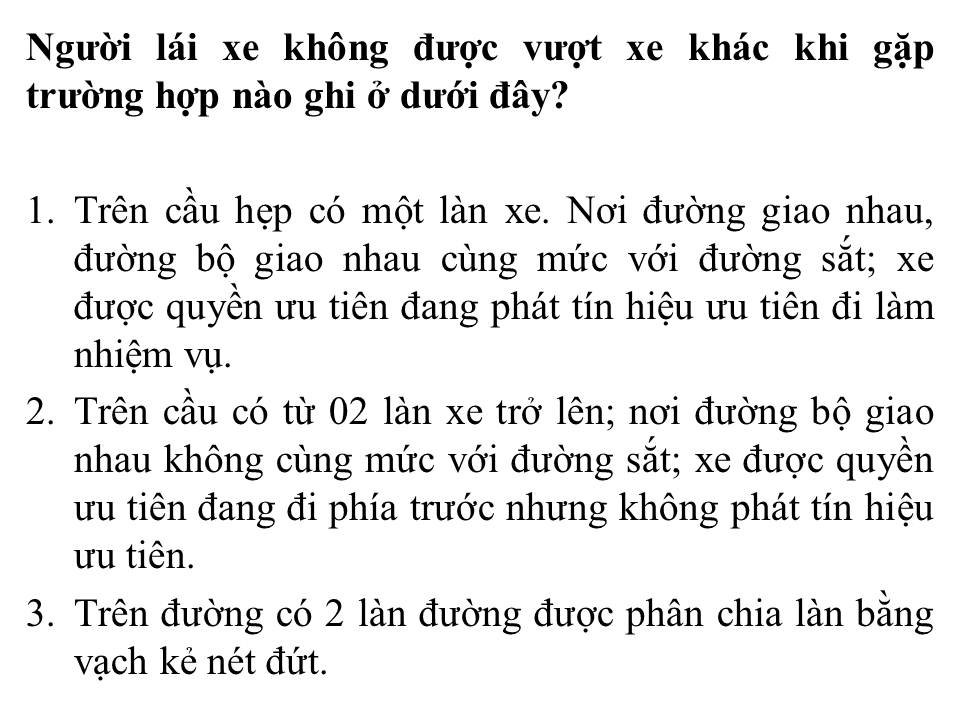 Người lái xe không được vượt xe khác khi gặp
trường hợp nào ghi ở dưới đây?
1. Trên cầu hẹp có một làn xe. Nơi đường giao nhau,
đường bộ giao nhau cùng mức với đường sắt; xe
được quyền ưu tiên đang phát tín hiệu ưu tiên đi làm
nhiệm vụ.
2. Trên cầu có từ 02 làn xe trở lên; nơi đường bộ giao
nhau không cùng mức với đường sắt; xe được quyền
ưu tiên đang đi phía trước nhưng không phát tín hiệu
ưu tiên.
3. Trên đường có 2 làn đường được phân chia làn bằng
vạch kẻ nét đứt.